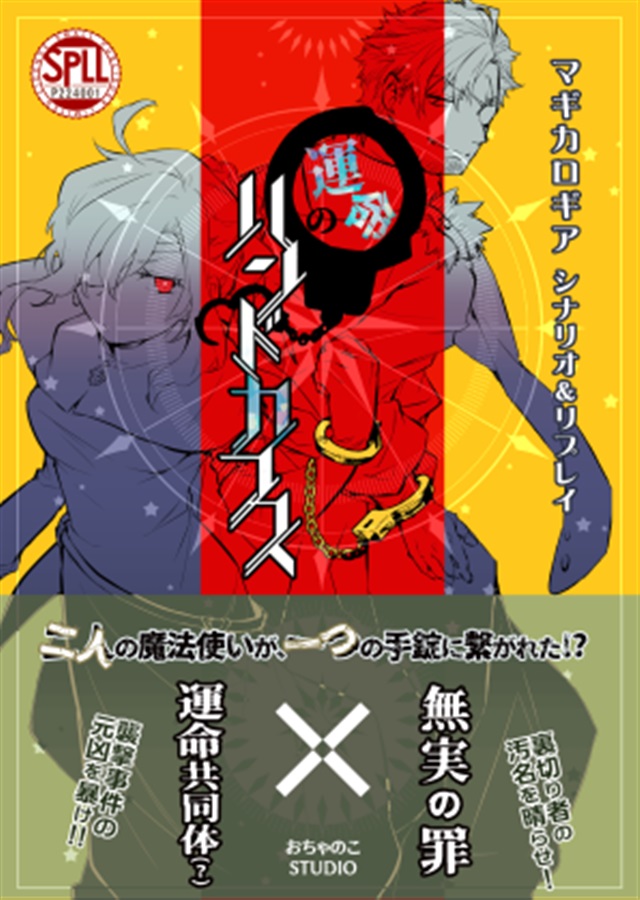 SPLL
P224001
マギカロギア シナリオ&リプレイ
運命の
ハンドカフス
二人の魔法使いが、一つの手錠に繋がれた!?
裏切り者の
汚名を晴らせ！
無実の罪
×
運命共同体(?)
襲撃事件の
元凶を暴け!!
おちゃのこ
STUDIO